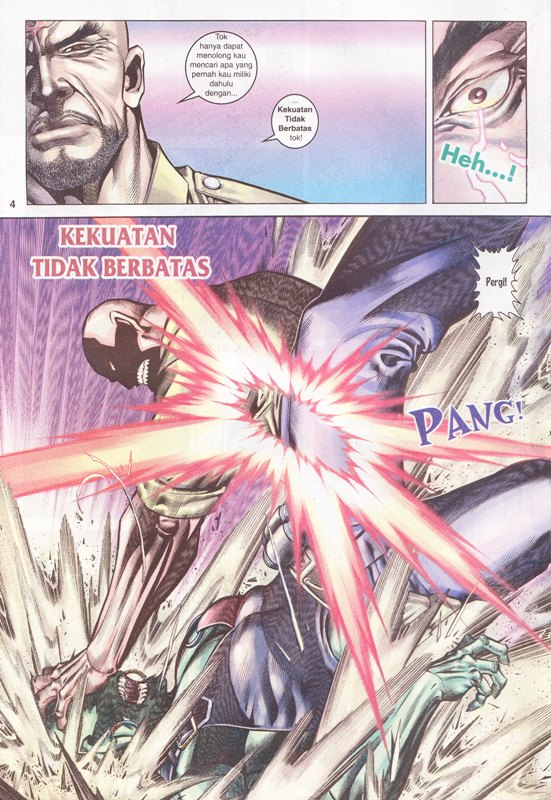 Tok
hanya dapat
menolong kau
mencari apa yang
pernah kau miliki
dahulu
dengan...
...
Kekuatan
Tidak
Berbatas
tok!
Heh...!
4
KEKUATAN
TIDAK BERBATAS
Pergi!
PANG!